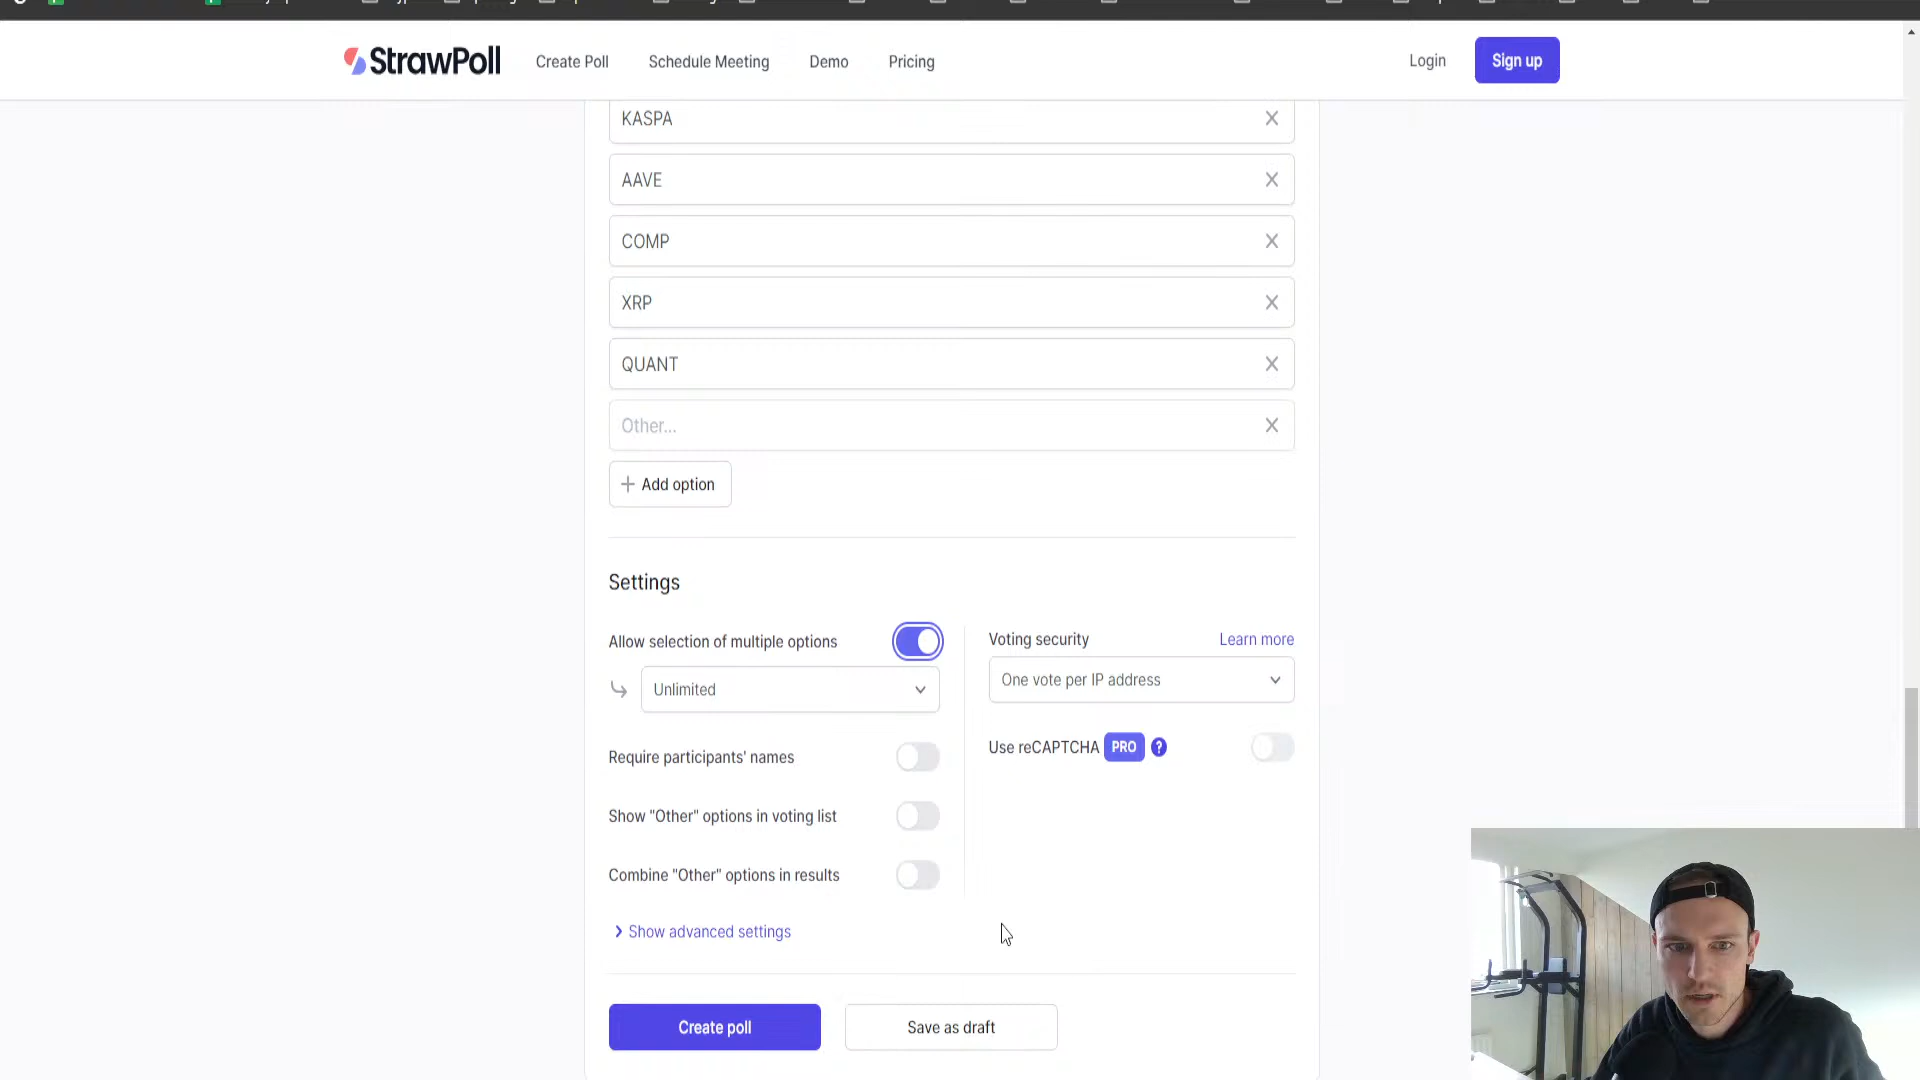 StrawPoll
Create Poll
Schedule Meeting
Demo
Pricing
Login
Sign up
KASPA
AAVE
COMP
XRP
QUANT
Other...
Add option
Settings
Allow selection of multiple options
Unlimited
Require participants' names
Show "Other" options in voting list
Combine "Other" options in results
Show advanced settings
Voting security
Learn more
One vote per IP address
Use reCAPTCHA PRO ?
Create poll
Save as draft